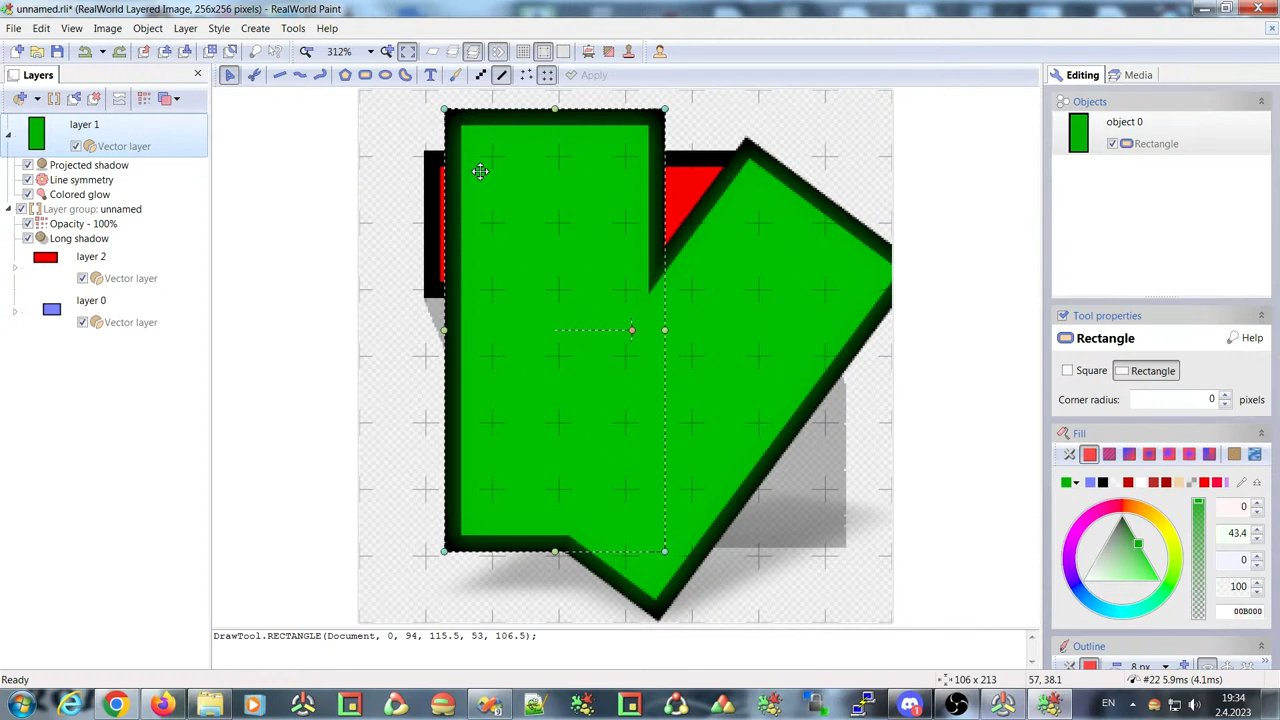 unnamed.rli* (RealWorld Layered Image, 256x256 pixels) - RealWorld Paint
File Edit View Image Object Layer Style Create Tools Help
312%
Layers
Apply
Editing Media
layer 1
Vector layer
Projected shadow
Line symmetry
Colored glow
Layer group: unnamed
Opacity - 100%
Long shadow
layer 2
Vector layer
layer 0
Vector layer
Objects
object 0
Rectangle
Tool properties
Rectangle
Help
Square Rectangle
Corner radius: 0 pixels
Fill
0
43.4
0
100
00B000
Outline
8 px
DrawTool.RECTANGLE(Document, 0, 94, 115.5, 53, 106.5);
Ready
106 x 213
57, 38.1
#22 5.9ms (4.1ms)
EN
19:34
2.4.2023